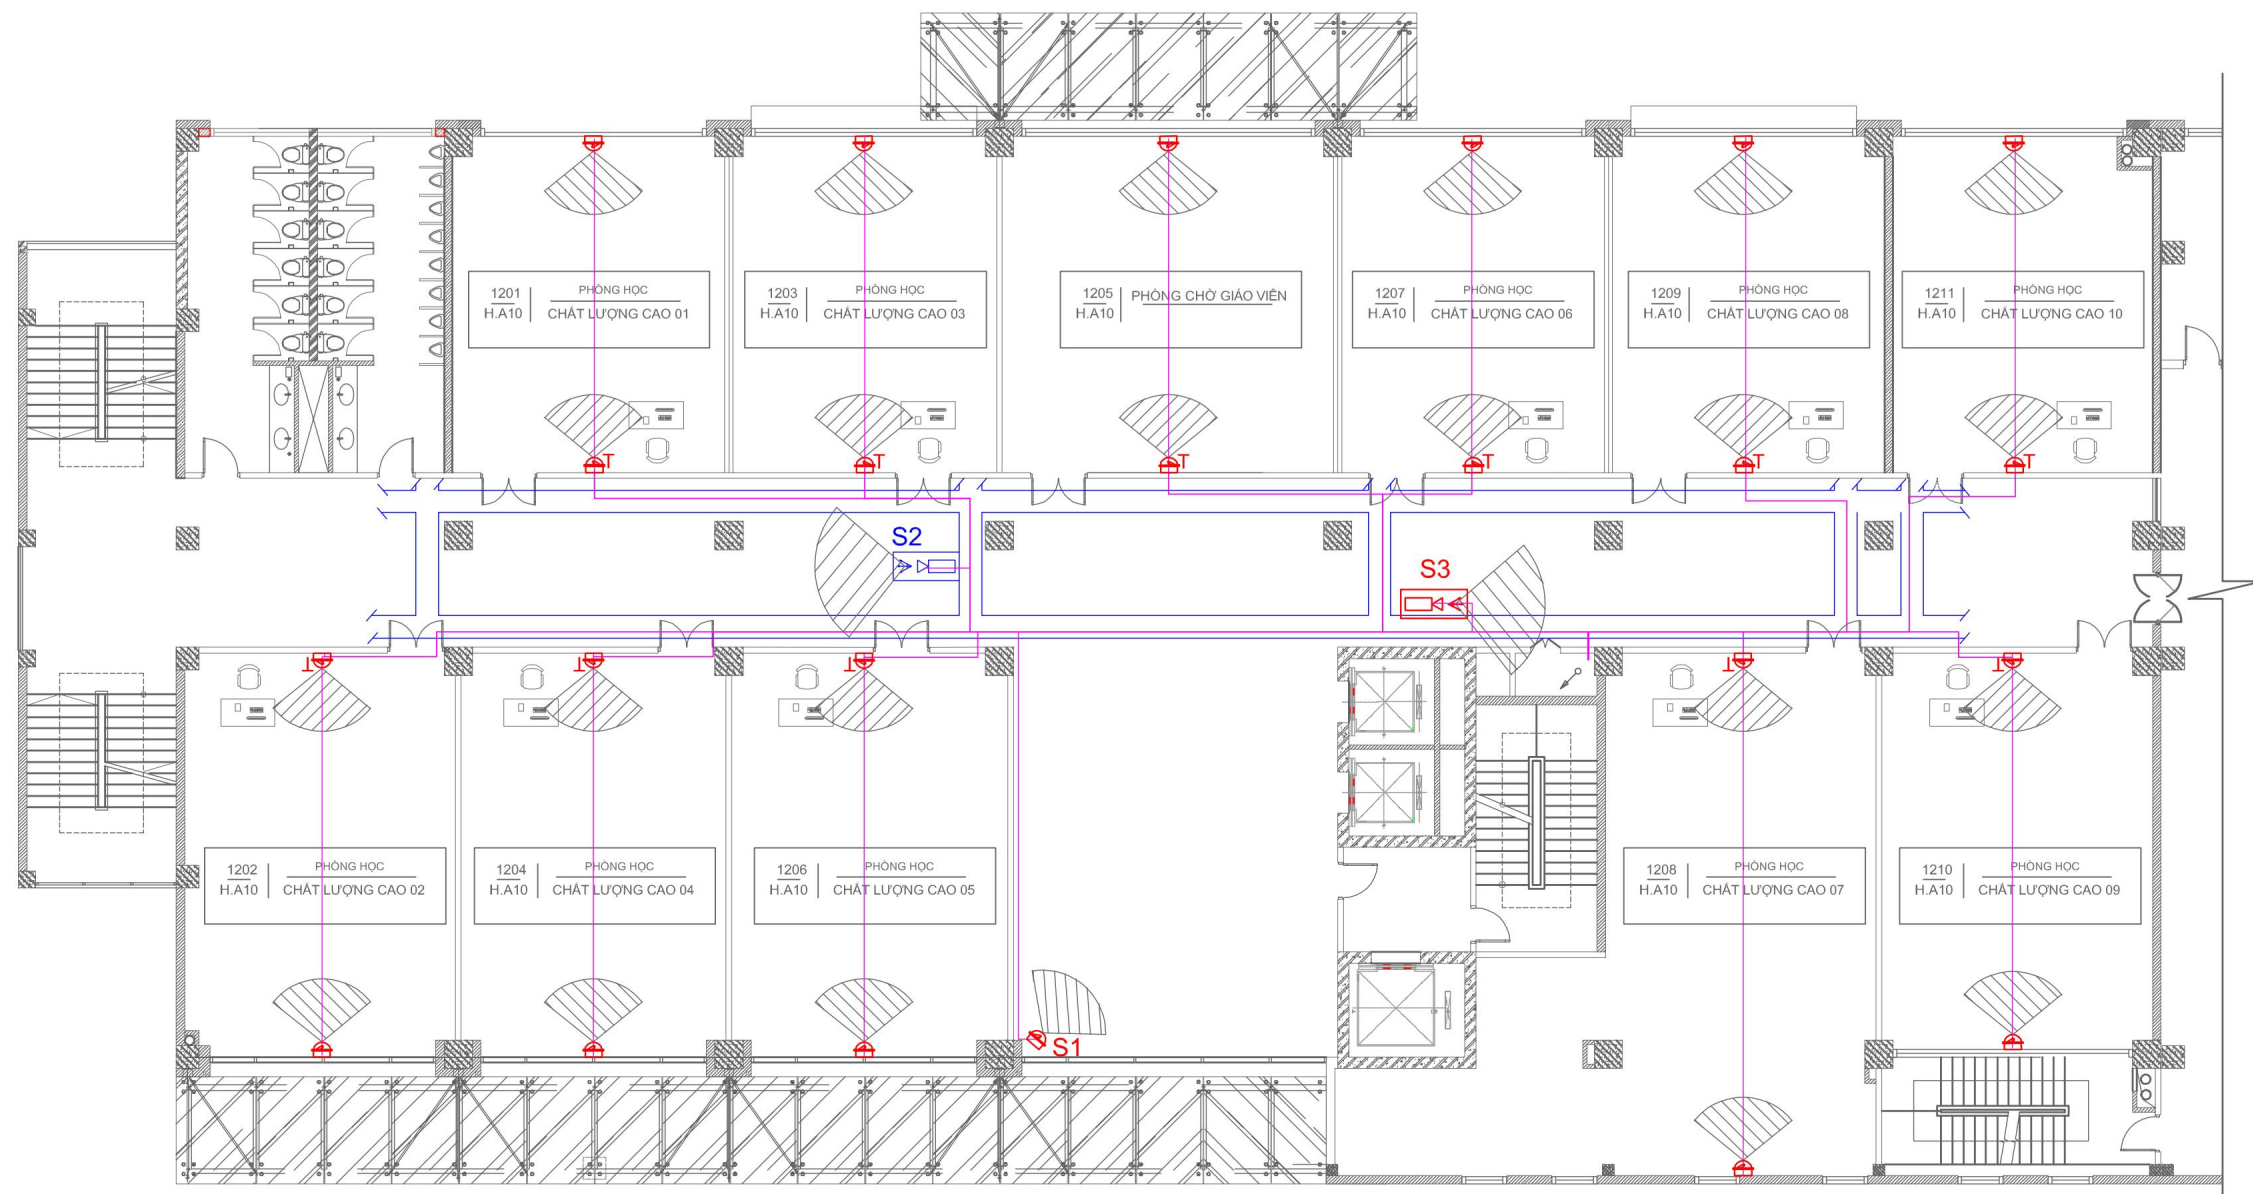 1201
H.A10
PHÒNG HỌC
CHẤT LƯỢNG CAO 01
1203
H.A10
PHÒNG HỌC
CHẤT LƯỢNG CAO 03
1205
H.A10
PHÒNG CHỜ GIÁO VIÊN
1207
H.A10
PHÒNG HỌC
CHẤT LƯỢNG CAO 06
1209
H.A10
PHÒNG HỌC
CHẤT LƯỢNG CAO 08
1211
H.A10
PHÒNG HỌC
CHẤT LƯỢNG CAO 10
T
T
T
T
T
T
S2
S3
T
T
T
T
T
1202
H.A10
PHÒNG HỌC
CHẤT LƯỢNG CAO 02
1204
H.A10
PHÒNG HỌC
CHẤT LƯỢNG CAO 04
1206
H.A10
PHÒNG HỌC
CHẤT LƯỢNG CAO 05
1208
H.A10
PHÒNG HỌC
CHẤT LƯỢNG CAO 07
1210
H.A10
PHÒNG HỌC
CHẤT LƯỢNG CAO 09
S1